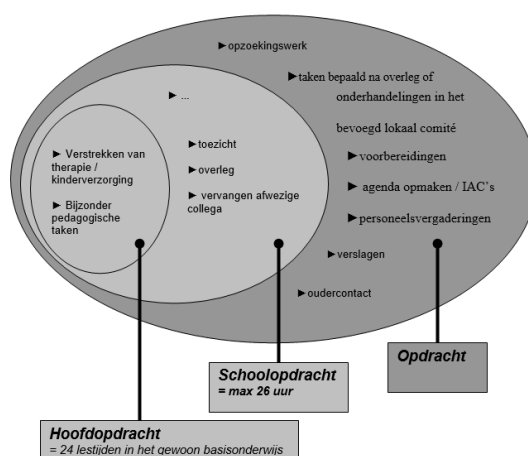 ►opzoekingswerk
►taken bepaald na overleg of
onderhandelingen in het
bevoegd lokaal comité
► ...
► toezicht
► overleg
► vervangen afwezige
collega
► Verstrekken van
therapie /
kinderverzorging
► Bijzonder
pedagogische
taken
► voorbereidingen
► agenda opmaken / IAC's
►personeelsvergaderingen
►verslagen
►oudercontact
Opdracht
Schoolopdracht
= max 26 uur
Hoofdopdracht
= 24 lestijden in het gewoon basisonderwijs